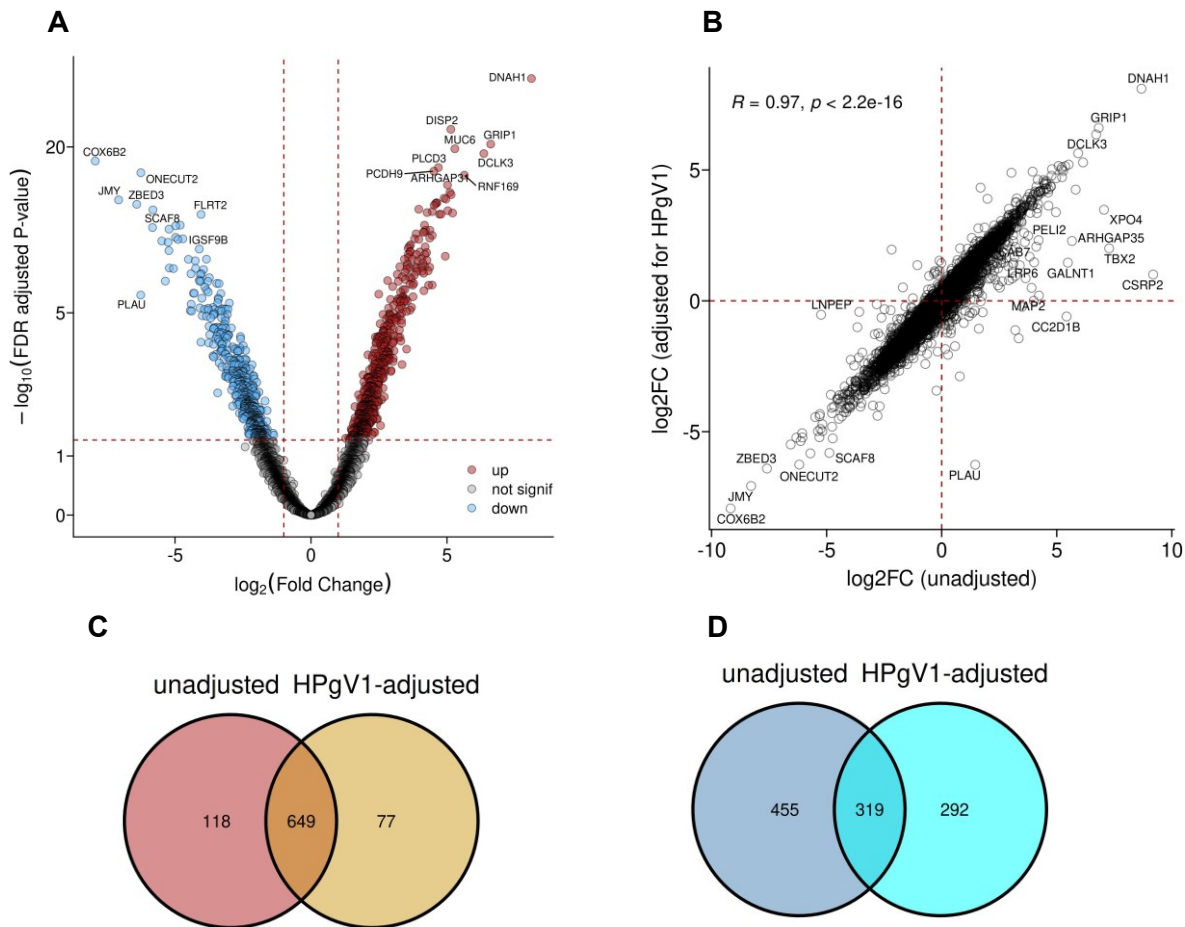 A
DNAH1
DISP2
MUC6
GRIP1
20
COX6B2
PLCD3
DCLK3
PCDH9
ARHGAP31
RNF169
ONECUT2
JMY
ZBED3
FLRT2
SCAF8
IGSF9B
PLAU
5
1
0
up
not signif
down
-5
0
5
log2(Fold Change)
− log10(FDR adjusted P-value)
B
R = 0.97, p < 2.2e-16
DNAH1
GRIP1
DCLK3
5
XPO4
PELI2
ARHGAP35
TBX2
LRP6
GALNT1
CSRP2
0
LNPEP
MAP2
CC2D1B
-5
ZBED3
SCAF8
ONECUT2
PLAU
JMY
COX6B2
-10
-5
0
5
10
log2FC (unadjusted)
log2FC (adjusted for HPgV1)
C
unadjusted HPgV1-adjusted
118
649
77
D
unadjusted HPgV1-adjusted
455
319
292